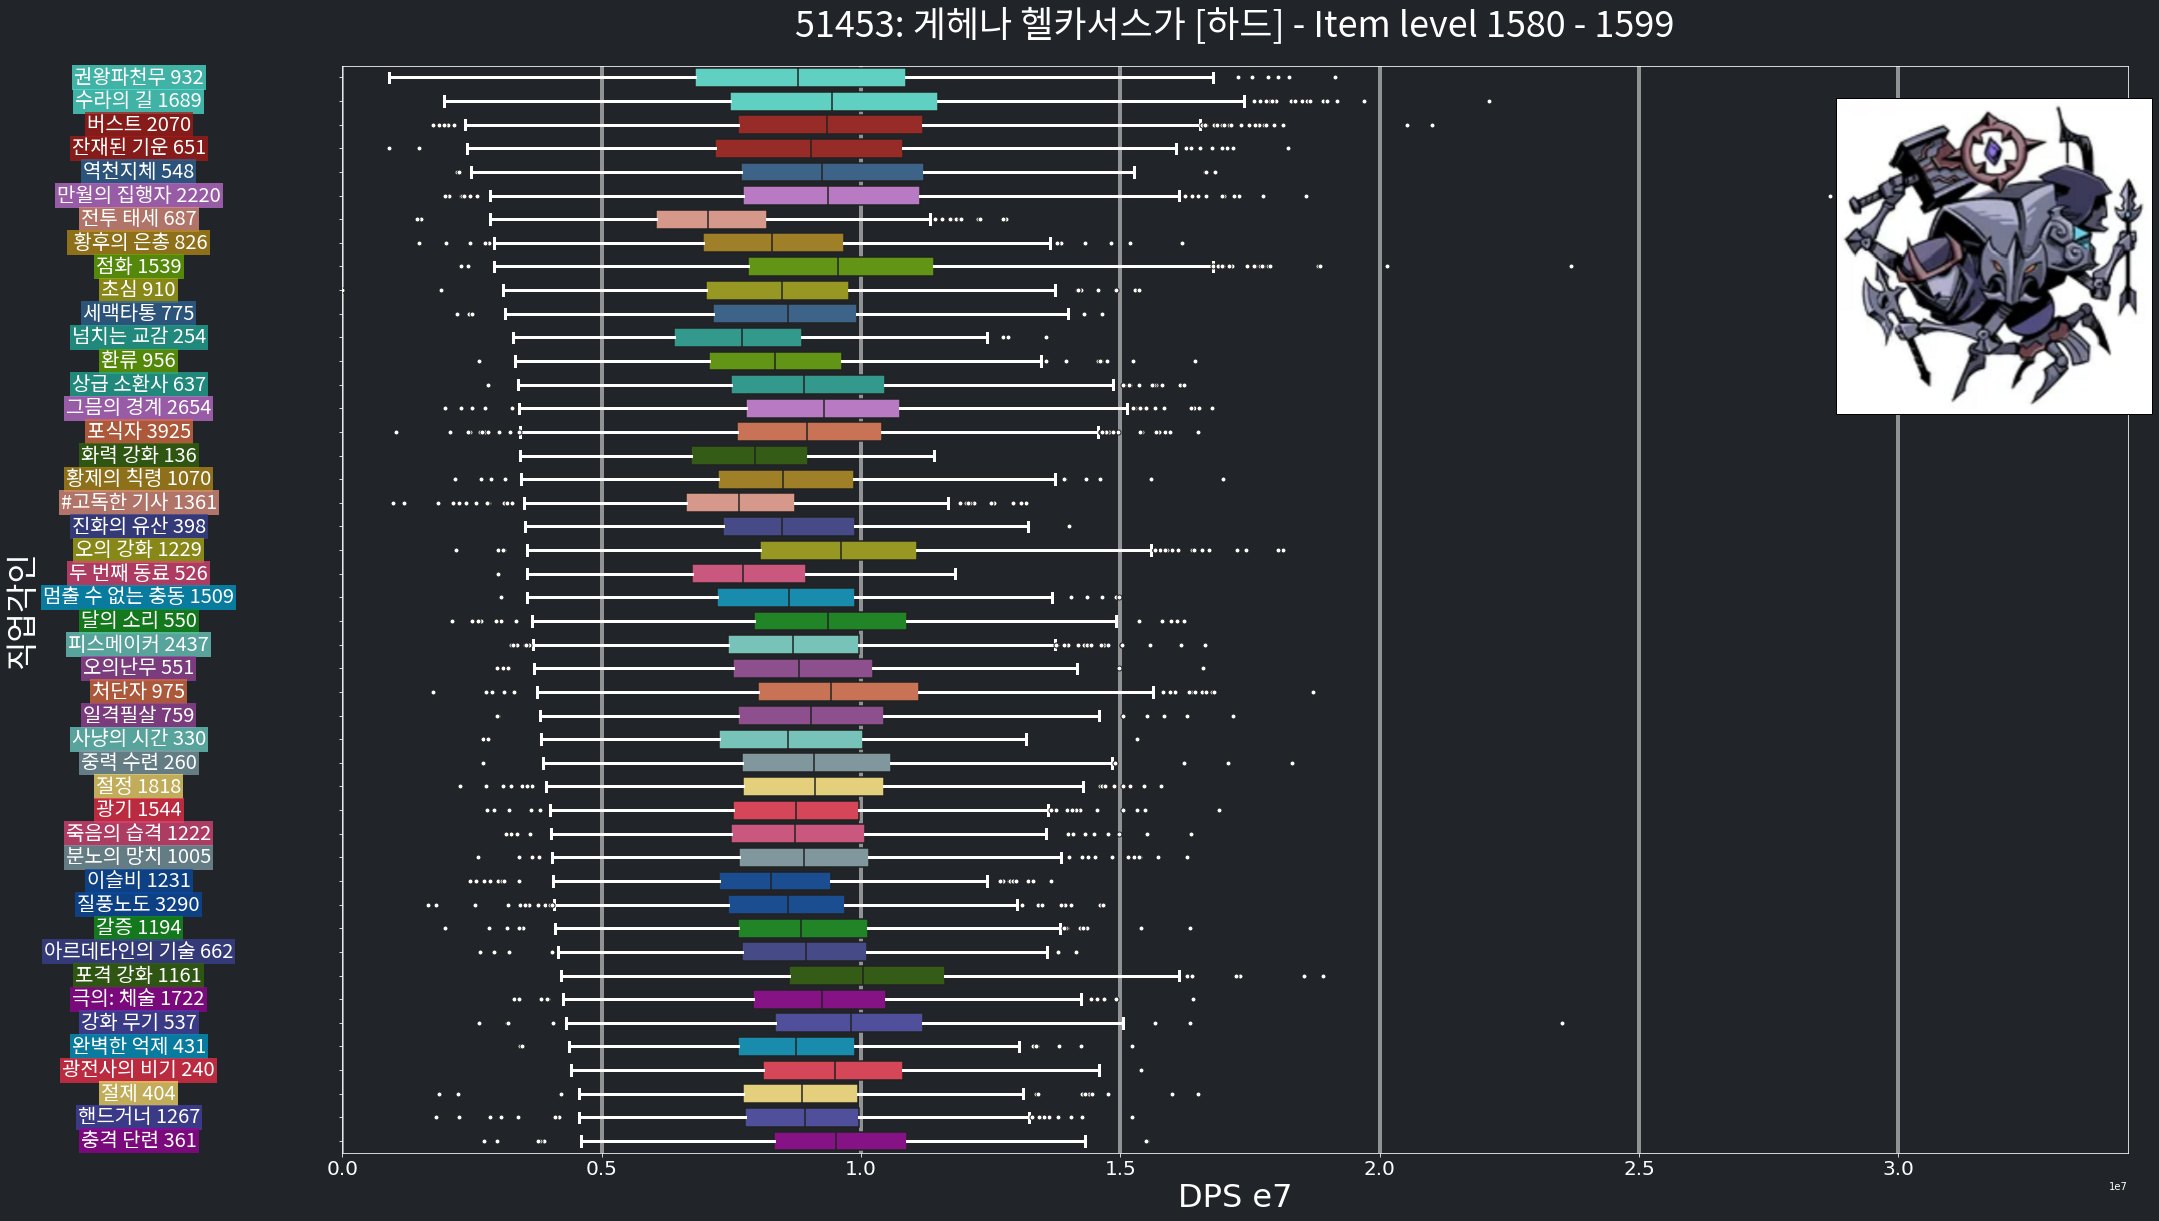 51453: 게헤나 헬카서스가 [하드] - Item level 1580 - 1599
권왕파천무 932
수라의 길 1689
버스트 2070
잔재된 기운 651
역천지체 548
만월의 집행자 2220
전투 태세 687
황후의 은총 826
점화 1539
초심 910
세맥타통 775
넘치는 교감 254
환류 956
상급 소환사 637
그믐의 경계 2654
포식자 3925
화력 강화 136
황제의 칙령 1070
#고독한 기사 1361
진화의 유산 398
오의 강화 1229
두 번째 동료 526
멈출 수 없는 충동 1509
달의 소리 550
피스메이커 2437
오의난무 551
처단자 975
일격필살 759
사냥의 시간 330
중력 수련 260
절정 1818
광기 1544
죽음의 습격 1222
분노의 망치 1005
이슬비 1231
질풍노도 3290
갈증 1194
아르데타인의 기술 662
포격 강화 1161
극의: 체술 1722
강화 무기 537
완벽한 억제 431
광전사의 비기 240
절제 404
핸드거너 1267
충격 단련 361
직업각인
0.0 0.5 1.0 1.5 2.0 2.5 3.0
DPS e7
1e7